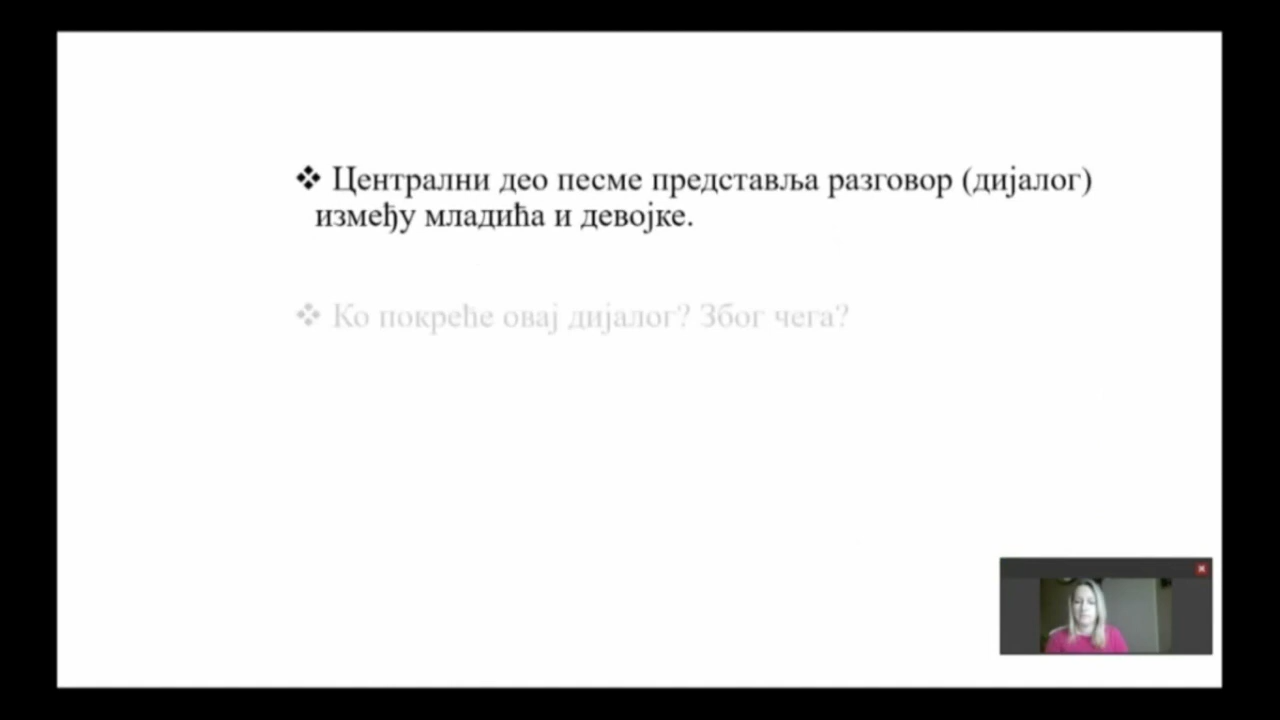 ❖ Централни део песме представља разговор (дијалог)
између младића и девојке.
❖ Ко покреће овај дијалог? Због чега?